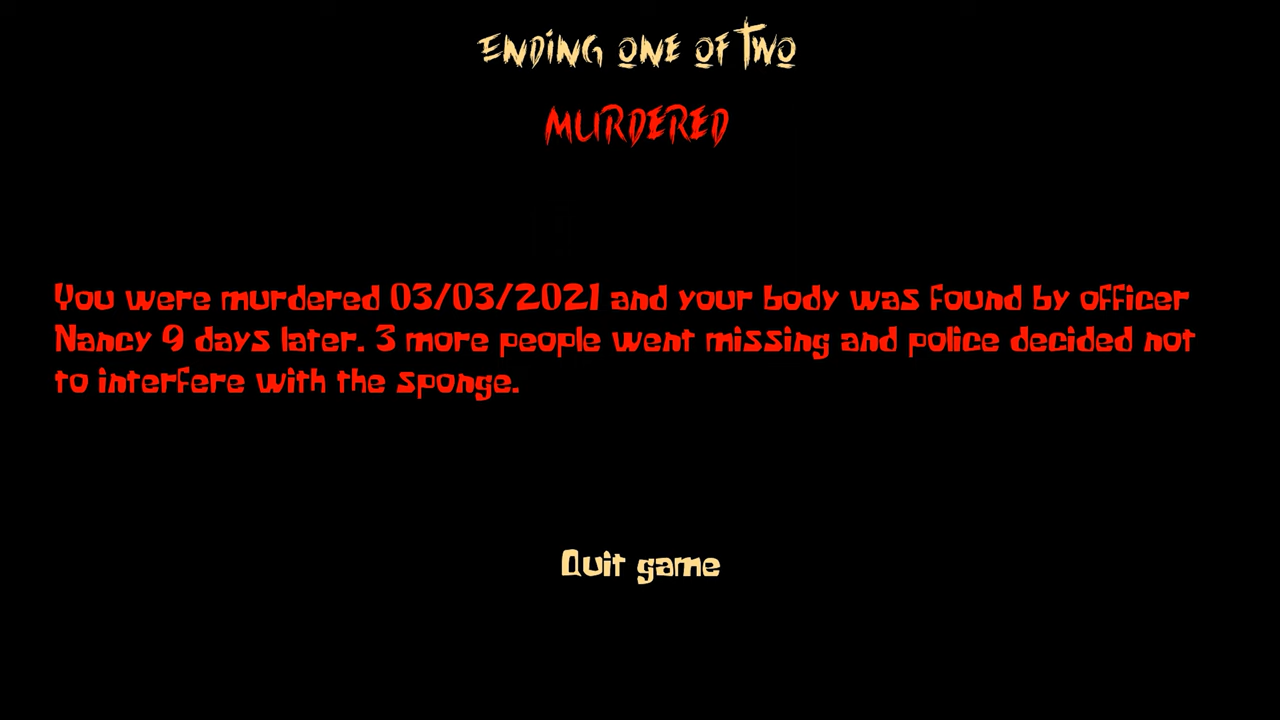 ENDiNG ONE OF TWO
MURDERED
You were murdered 03/03/2021 and your body was found by officer
Nancy 9 days later. 3 more people went missing and police decided not
to interfere with the sponge.
Quit game